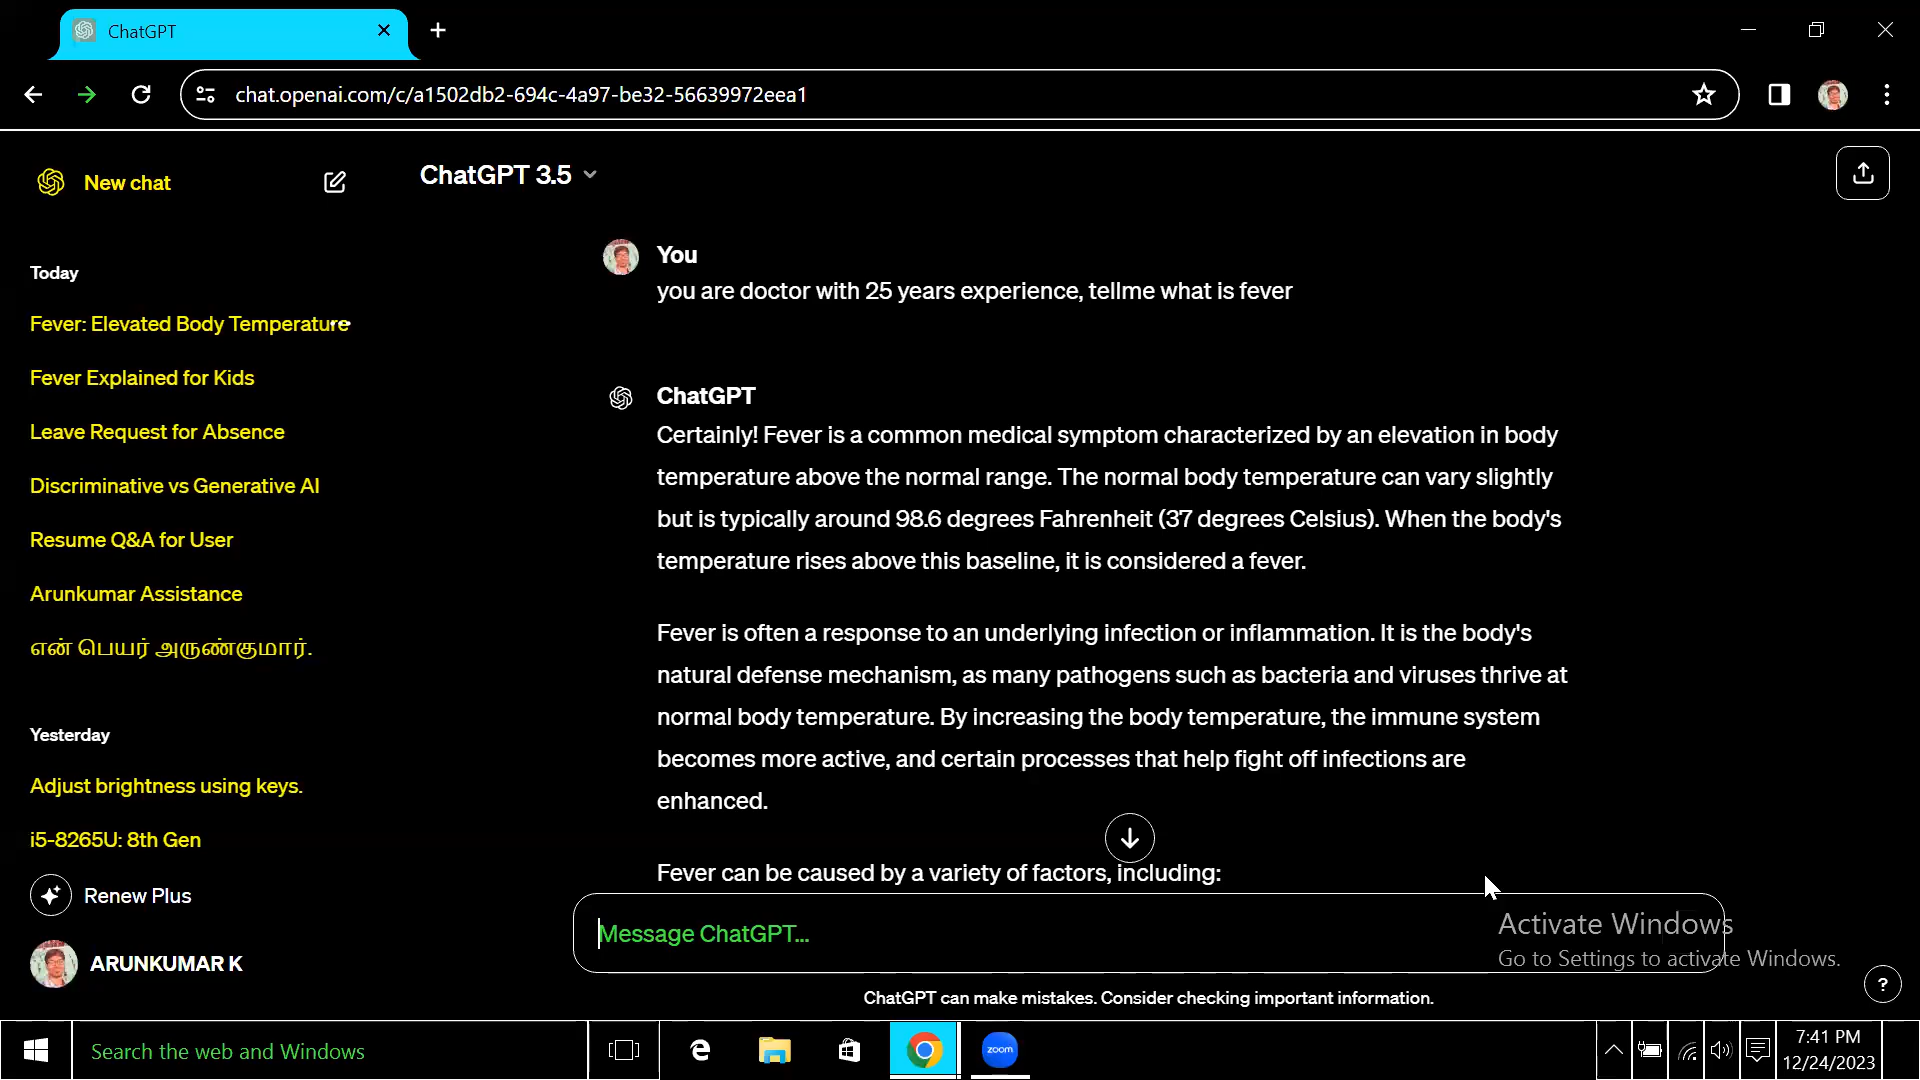 ChatGPT
chat.openai.com/c/a1502db2-694c-4a97-be32-56639972eea1
New chat
ChatGPT 3.5
Today
Fever: Elevated Body Temperature
Fever Explained for Kids
Leave Request for Absence
Discriminative vs Generative AI
Resume Q&A for User
Arunkumar Assistance
என் பெயர் அருண்குமார்.
Yesterday
Adjust brightness using keys.
i5-8265U: 8th Gen
Renew Plus
ARUNKUMAR K
You
you are doctor with 25 years experience, tellme what is fever
ChatGPT
Certainly! Fever is a common medical symptom characterized by an elevation in body
temperature above the normal range. The normal body temperature can vary slightly
but is typically around 98.6 degrees Fahrenheit (37 degrees Celsius). When the body's
temperature rises above this baseline, it is considered a fever.
Fever is often a response to an underlying infection or inflammation. It is the body's
natural defense mechanism, as many pathogens such as bacteria and viruses thrive at
normal body temperature. By increasing the body temperature, the immune system
becomes more active, and certain processes that help fight off infections are
enhanced.
Fever can be caused by a variety of factors, including:
Message ChatGPT...
Activate Windows
Go to Settings to activate Windows.
ChatGPT can make mistakes. Consider checking important information.
?
Search the web and Windows
zoom
7:41 PM
12/24/2023